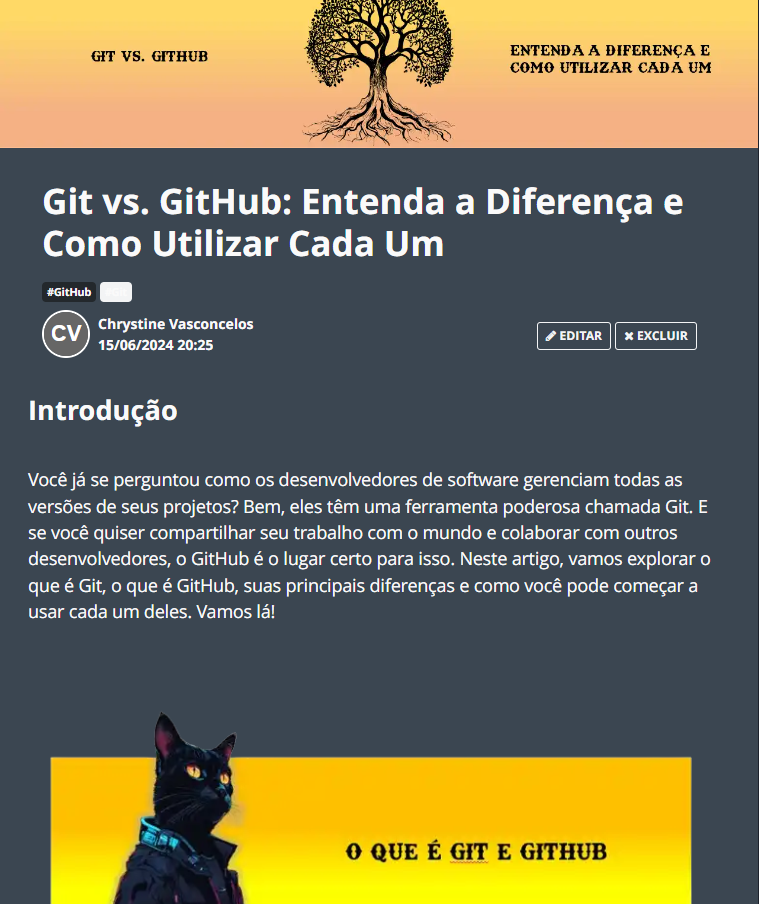 GIT VS. GITHUB
ENTENDA A DIFERENÇA E
COMO UTILIZAR CADA UM
Git vs. GitHub: Entenda a Diferença e
Como Utilizar Cada Um
#GitHub
CV
Chrystine Vasconcelos
15/06/2024 20:25
EDITAR
EXCLUIR
Introdução
Você já se perguntou como os desenvolvedores de software gerenciam todas as
versões de seus projetos? Bem, eles têm uma ferramenta poderosa chamada Git. E
se você quiser compartilhar seu trabalho com o mundo e colaborar com outros
desenvolvedores, o GitHub é o lugar certo para isso. Neste artigo, vamos explorar o
que é Git, o que é GitHub, suas principais diferenças e como você pode começar a
usar cada um deles. Vamos lá!
O QUE É GIT E GITHUB